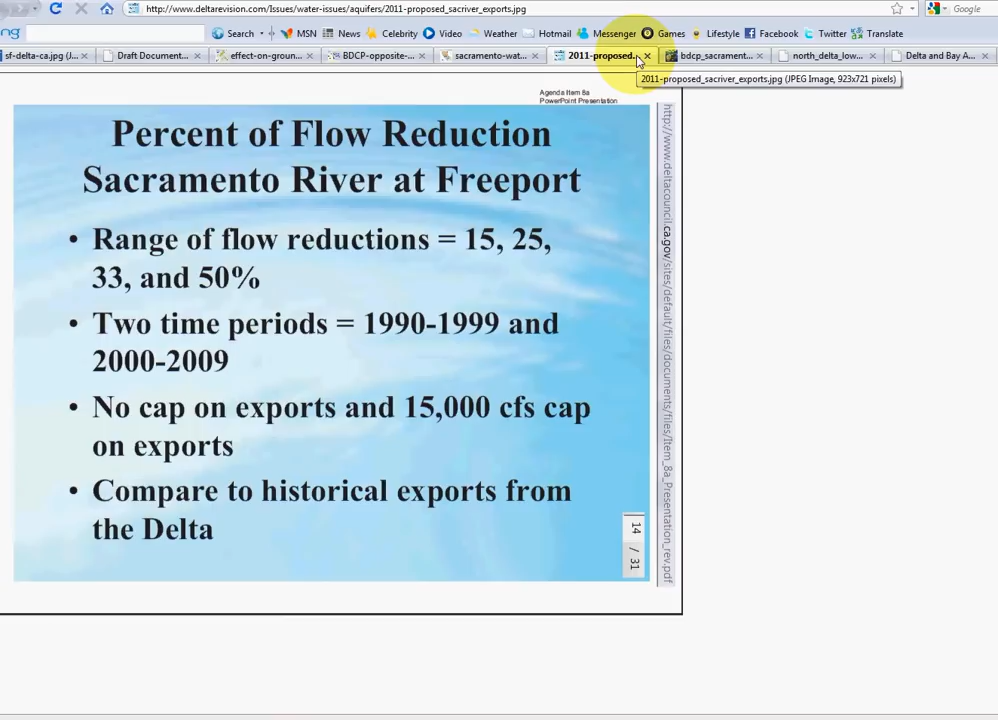 http://www.deltarevision.com/Issues/water-issues/aquifers/2011-proposed_sacriver_exports.jpg
Google
ng
Search
MSN
News
Celebrity
Video
Weather
Hotmail
Messenger
Games
Lifestyle
Facebook
Twitter
Translate
sf-delta-ca.jpg (J...
Draft Document...
effect-on-groun...
BDCP-opposite-...
sacramento-wat...
2011-proposed...
bdcp_sacrament...
north_delta_low...
Delta and Bay A...
2011-proposed_sacriver_exports.jpg (JPEG Image, 923x721 pixels)
Agenda Item 8a
PowerPoint Presentation
Percent of Flow Reduction
Sacramento River at Freeport
• Range of flow reductions = 15, 25,
33, and 50%
• Two time periods = 1990-1999 and
2000-2009
• No cap on exports and 15,000 cfs cap
on exports
• Compare to historical exports from
the Delta
14 / 31
http://www.deltacouncil.ca.gov/sites/default/files/documents/files/Item_8a_Presentation_rev.pdf